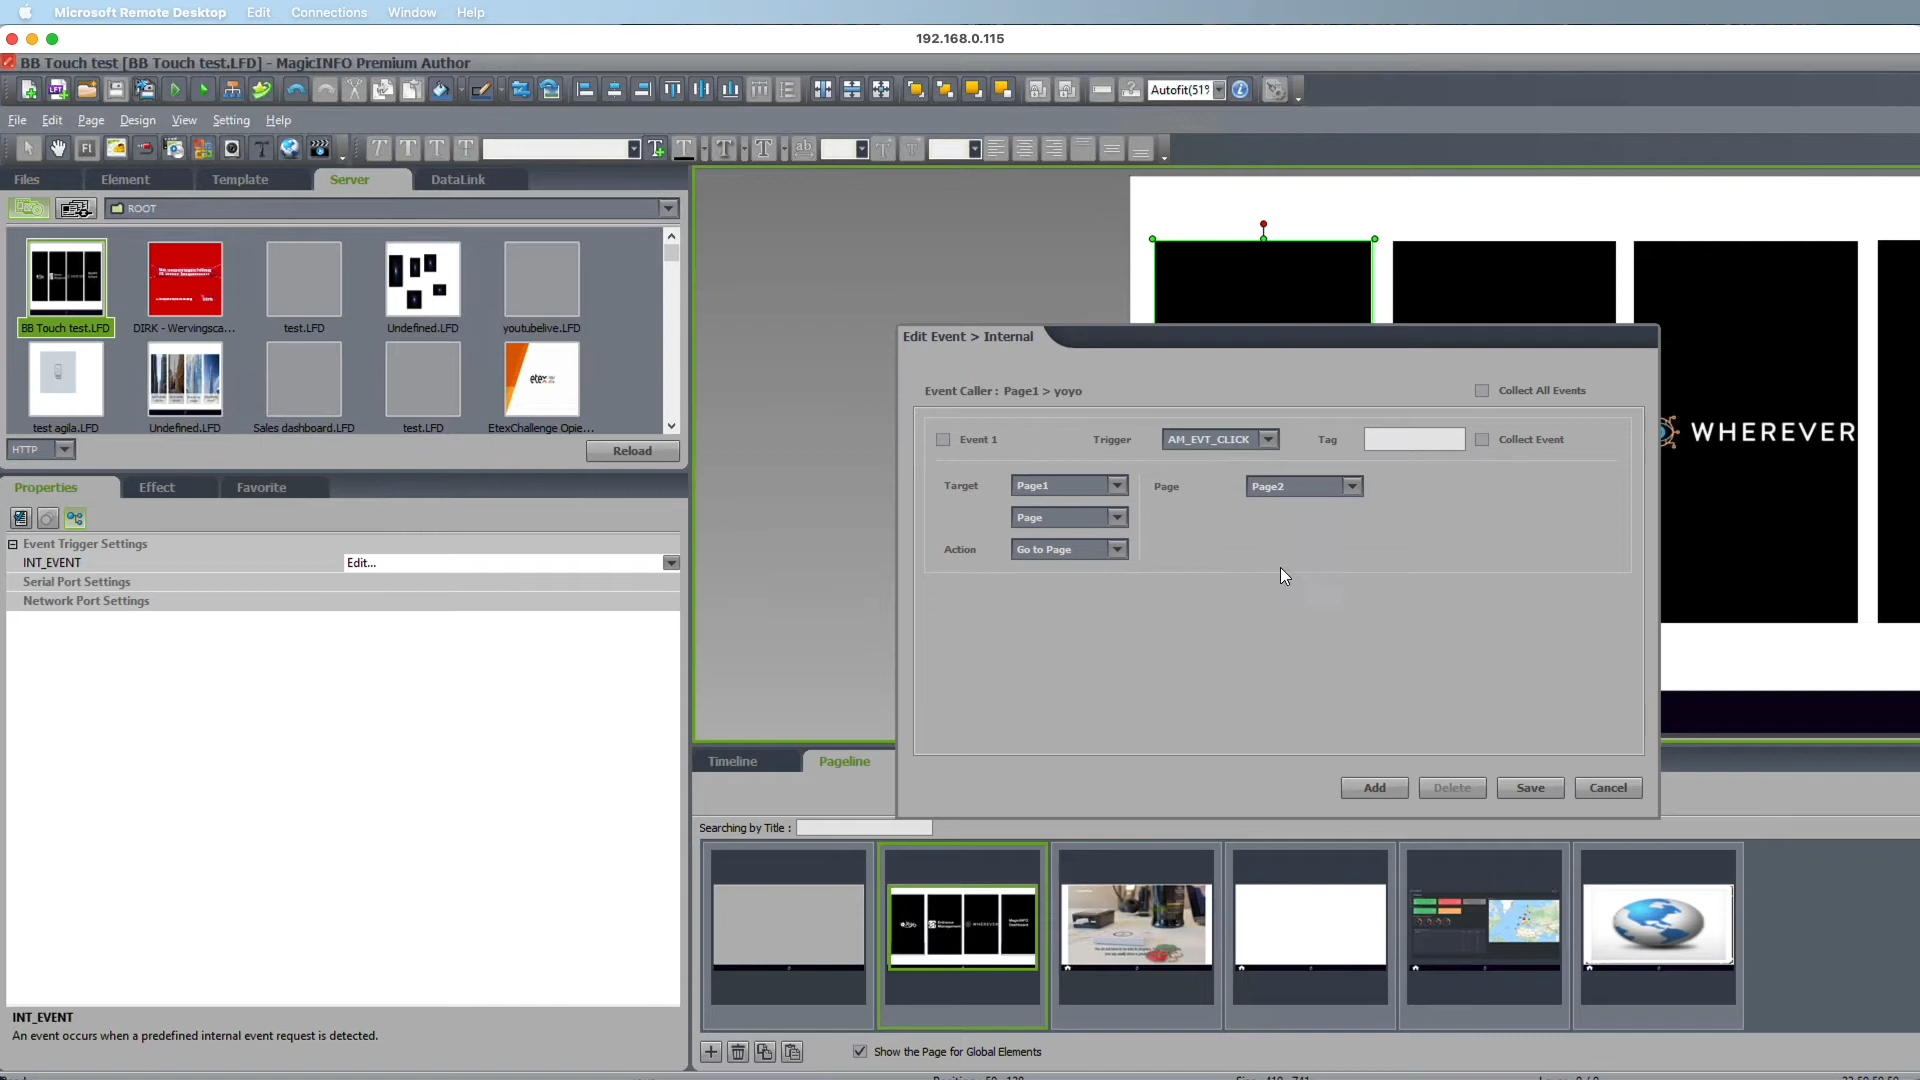 Microsoft Remote Desktop Edit Connections Window Help
192.168.0.115
BB Touch test [BB Touch test.LFD] - MagicINFO Premium Author
Autofit(51%
File Edit Page Design View Setting Help
Files Element Template Server DataLink
ROOT
BB Touch test.LFD DIRK - Wervingsca... test.LFD Undefined.LFD youtubelive.LFD
etex
test agila.LFD Undefined.LFD Sales dashboard.LFD test.LFD EtexChallenge Opie...
HTTP Reload
Properties Effect Favorite
Event Trigger Settings
INT_EVENT Edit...
Serial Port Settings
Network Port Settings
INT_EVENT
An event occurs when a predefined internal event request is detected.
WHEREVER
Edit Event > Internal
Event Caller : Page1 > yoyo Collect All Events
Event 1 Trigger AM_EVT_CLICK Tag Collect Event
Target Page1 Page Page2
Page
Action Go to Page
Add Delete Save Cancel
Timeline Pageline
Searching by Title :
Show the Page for Global Elements